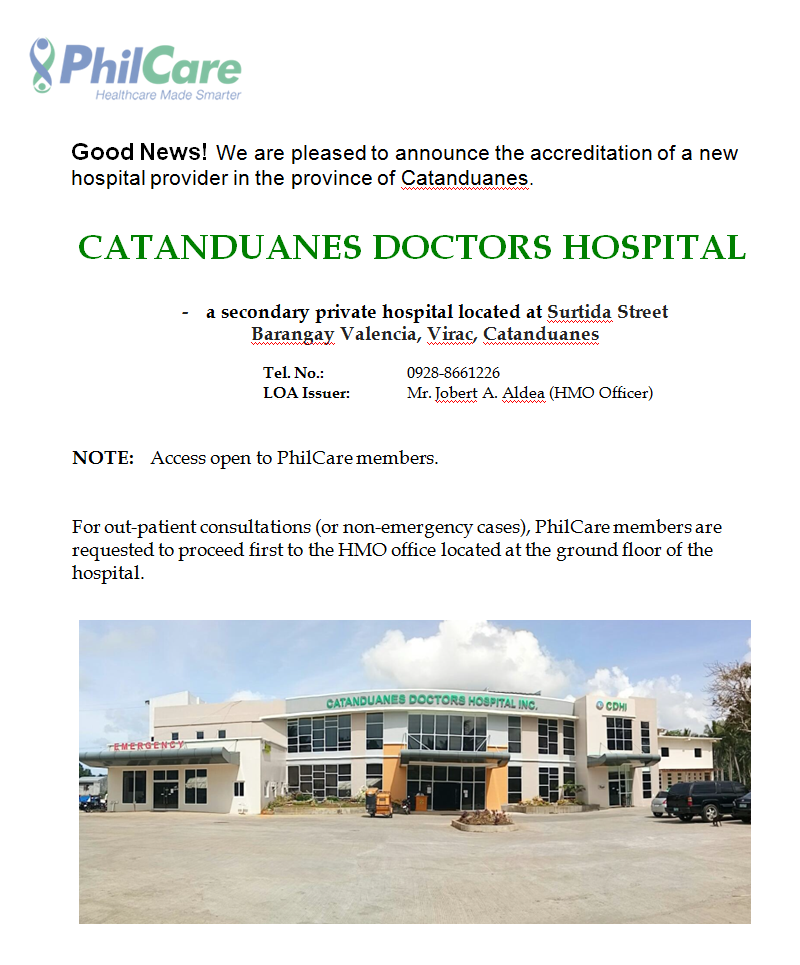 PhilCare
Healthcare Made Smarter
Good News! We are pleased to announce the accreditation of a new
hospital provider in the province of Catanduanes.
CATANDUANES DOCTORS HOSPITAL
- a secondary private hospital located at Surtida Street
Barangay Valencia, Virac, Catanduanes
Tel. No.: 0928-8661226
LOA Issuer: Mr. Jobert A. Aldea (HMO Officer)
NOTE: Access open to PhilCare members.
For out-patient consultations (or non-emergency cases), PhilCare members are
requested to proceed first to the HMO office located at the ground floor of the
hospital.
CATANDUANES DOCTORS HOSPITAL INC.
CDHI
EMERGENCY